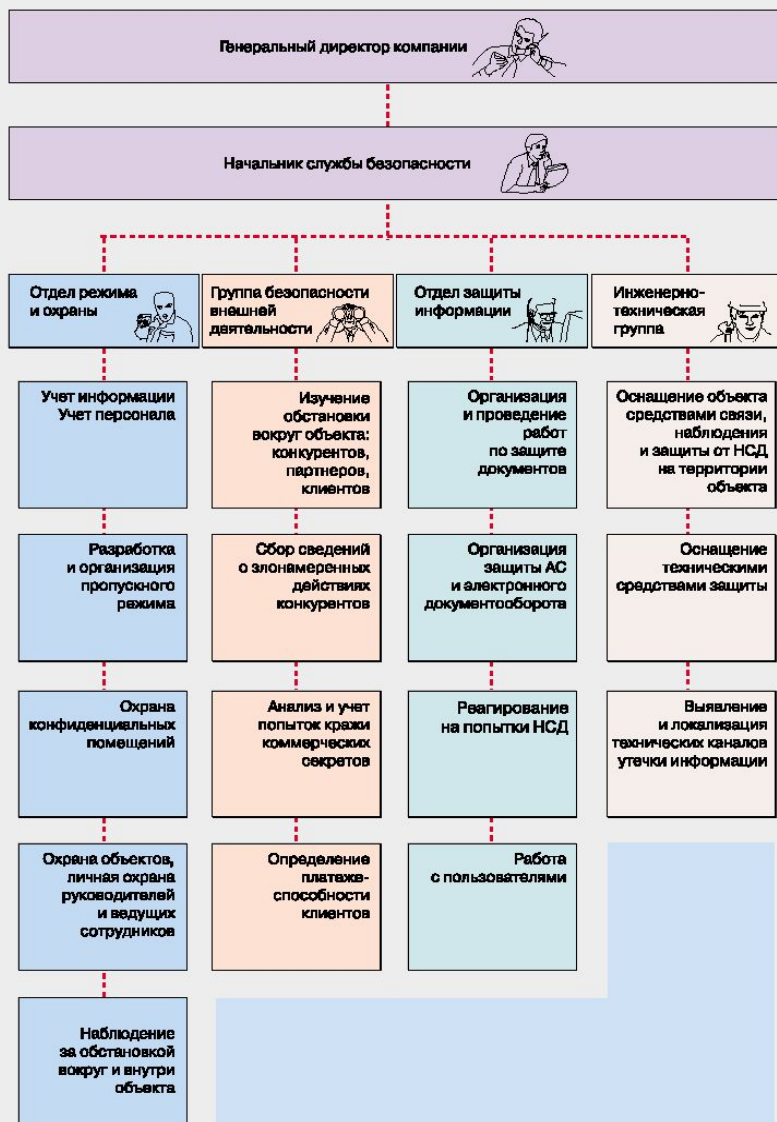 Генеральный директор компании
Начальник службы безопасности
Отдел режима
и охраны
Учет информации
Учет персонала
Разработка
и организация
пропускного
режима
Охрана
конфиденциальных
помещений
Охрана объектов,
личная охрана
руководителей
и ведущих
сотрудников
Наблюдение
за обстановкой
вокруг и внутри
объекта
Группа безопасности
внешней
деятельности
Изучение
обстановки
вокруг объекта:
конкурентов,
партнеров,
клиентов
Сбор сведений
о злонамеренных
действиях
конкурентов
Анализ и учет
попыток кражи
коммерческих
секретов
Определение
платеже-
способности
клиентов
Отдел защиты
информации
Организация
и проведение
работ
по защите
документов
Организация
защиты АС
и электронного
документооборота
Реагирование
на попытки НСД
Работа
с пользователями
Инженерно-
техническая
группа
Оснащение объекта
средствами связи,
наблюдения
и защиты от НСД
на территории
объекта
Оснащение
техническими
средствами защиты
Выявление
и локализация
технических каналов
утечки информации